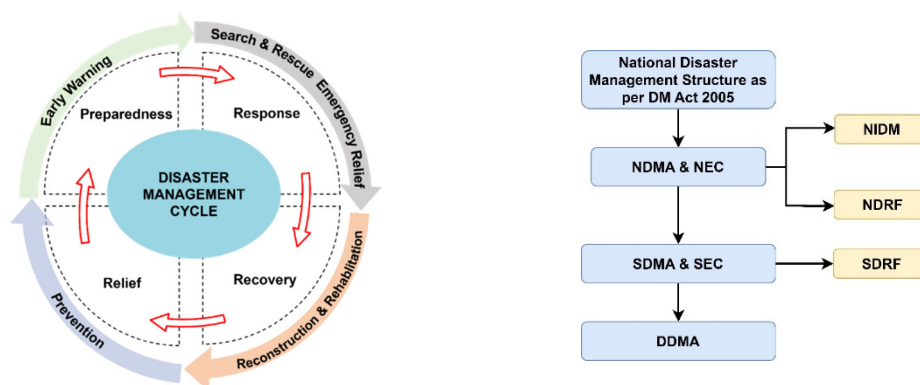 Early Warning
Search & Rescue Emergency Relief
Preparedness
Response
DISASTER
MANAGEMENT
CYCLE
Relief
Recovery
Prevention
Reconstruction & Rehablitation
National Disaster
Management Structure as
per DM Act 2005
NDMA & NEC
NIDM
NDRF
SDMA & SEC
SDRF
DDMA